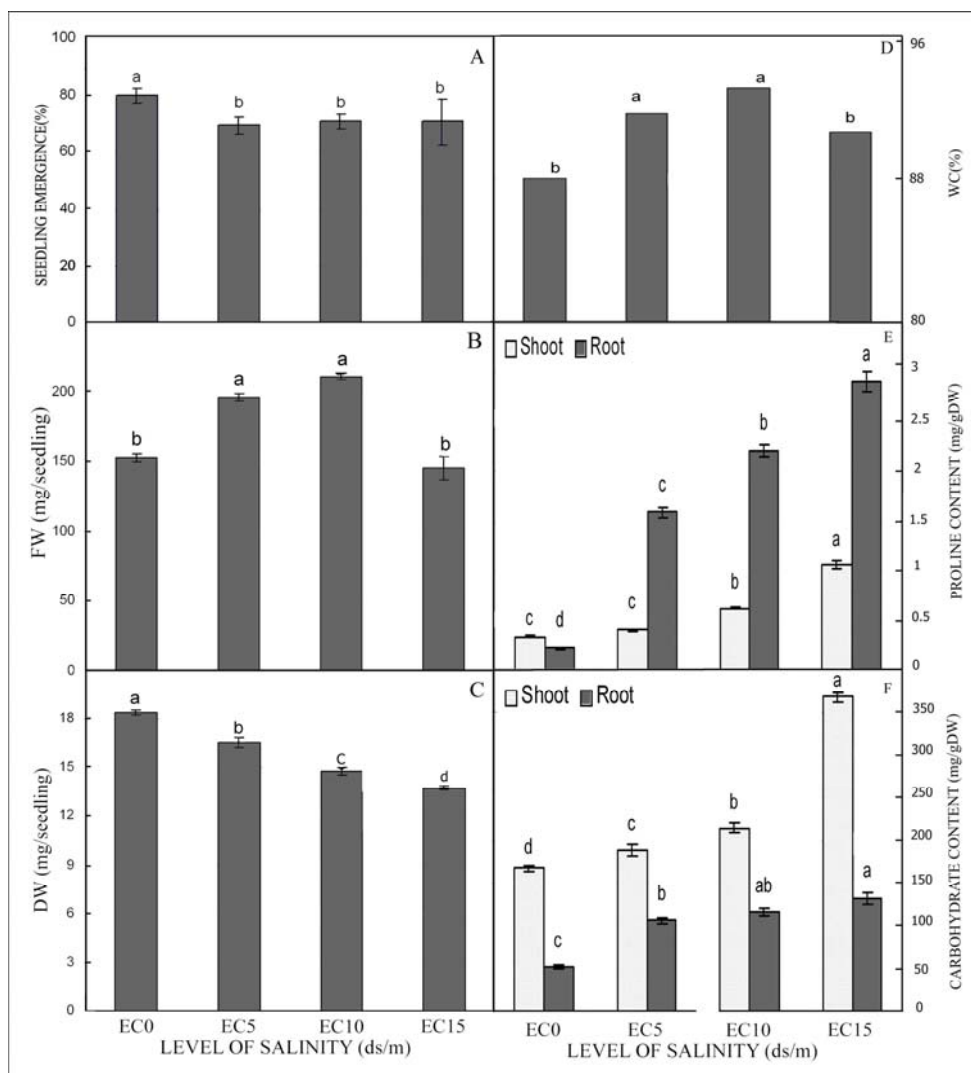 A
SEEDLING EMERGENCE(%)
100
80
60
40
20
0
a
b
b
b
D
WC(%)
96
88
80
b
a
a
b
B
FW (mg/seedling)
200
150
100
50
0
b
a
a
b
E
Shoot Root
PROLINE CONTENT (mg/gDW)
3
2.5
2
1.5
1
0.5
0
c
d
c
c
b
b
a
a
C
DW (mg/seedling)
18
15
12
9
6
3
0
a
b
c
d
EC0 EC5 EC10 EC15
LEVEL OF SALINITY (ds/m)
F
Shoot Root
CARBOHYDRATE CONTENT (mg/gDW)
350
300
250
200
150
100
50
0
d
c
c
b
b
ab
a
a
EC0 EC5 EC10 EC15
LEVEL OF SALINITY (ds/m)